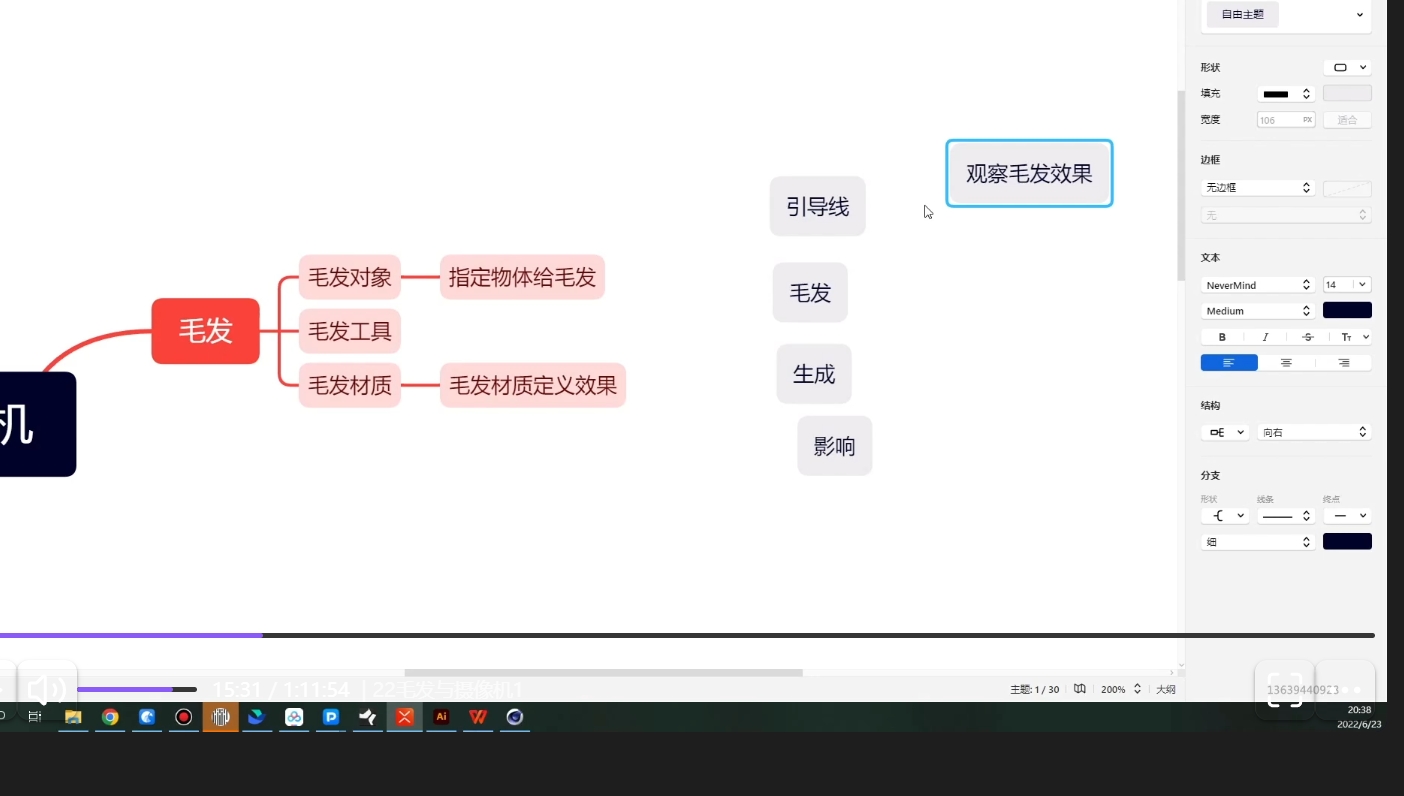 自由主题
形状
填充
宽度
106
PX
适合
边框
无边框
无
文本
NeverMind
14
Medium
B
I
S
Tт
结构
向右
分支
形状
线条
终点
细
观察毛发效果
引导线
毛发
生成
影响
毛发对象
指定物体给毛发
毛发
毛发工具
毛发材质
毛发材质定义效果
机
15:31 / 1:11:54 | 22毛发与摄像机1
主题: 1 / 30
200%
大纲
13639440923
Ai
20:38
2022/6/23